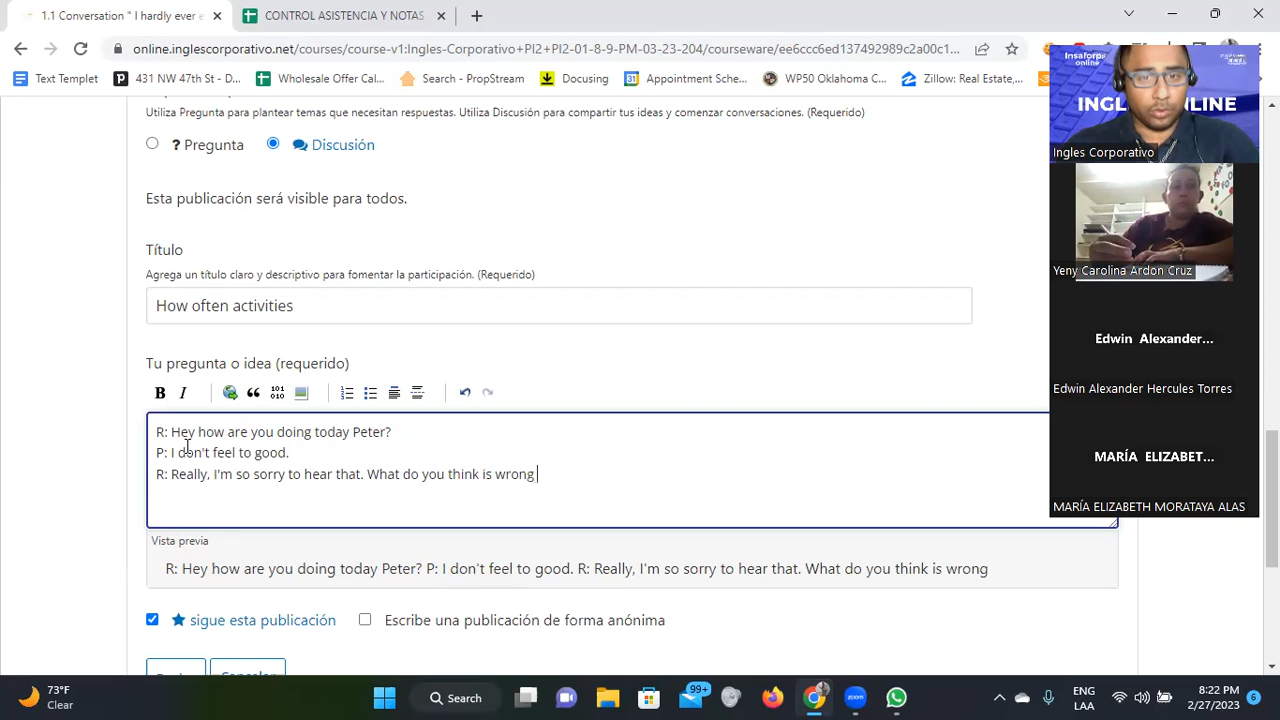 1.1 Conversation " I hardly ever e
CONTROL ASISTENCIA Y NOTAS
online.inglescorporativo.net/courses/course-v1:Ingles-Corporativo+PI2+PI2-01-8-9-PM-03-23-204/courseware/ee6ccc6ed137492989c2a00c1...
Text Templet
431 NW 47th St - D...
Wholesale Offer Cal...
Search - PropStream
Docusing
Appointment Sche...
WP50 Oklahoma C...
Zillow: Real Estate,...
Utiliza Pregunta para plantear temas que necesitan respuestas. Utiliza Discusión para compartir tus ideas y comenzar conversaciones. (Requerido)
? Pregunta
Discusión
Esta publicación será visible para todos.
Título
Agrega un título claro y descriptivo para fomentar la participación. (Requerido)
How often activities
Tu pregunta o idea (requerido)
B I
R: Hey how are you doing today Peter?
P: I don't feel to good.
R: Really, I'm so sorry to hear that. What do you think is wrong
Vista previa
R: Hey how are you doing today Peter? P: I don't feel to good. R: Really, I'm so sorry to hear that. What do you think is wrong
sigue esta publicación
Escribe una publicación de forma anónima
Cancelar
Insaforp
online
Ingles Corporativo
Yeny Carolina Ardon Cruz
Edwin Alexander...
Edwin Alexander Hercules Torres
MARÍA ELIZABET...
MARÍA ELIZABETH MORATAYA ALAS
73°F
Clear
Search
99+
ENG
LAA
8:22 PM
2/27/2023
6